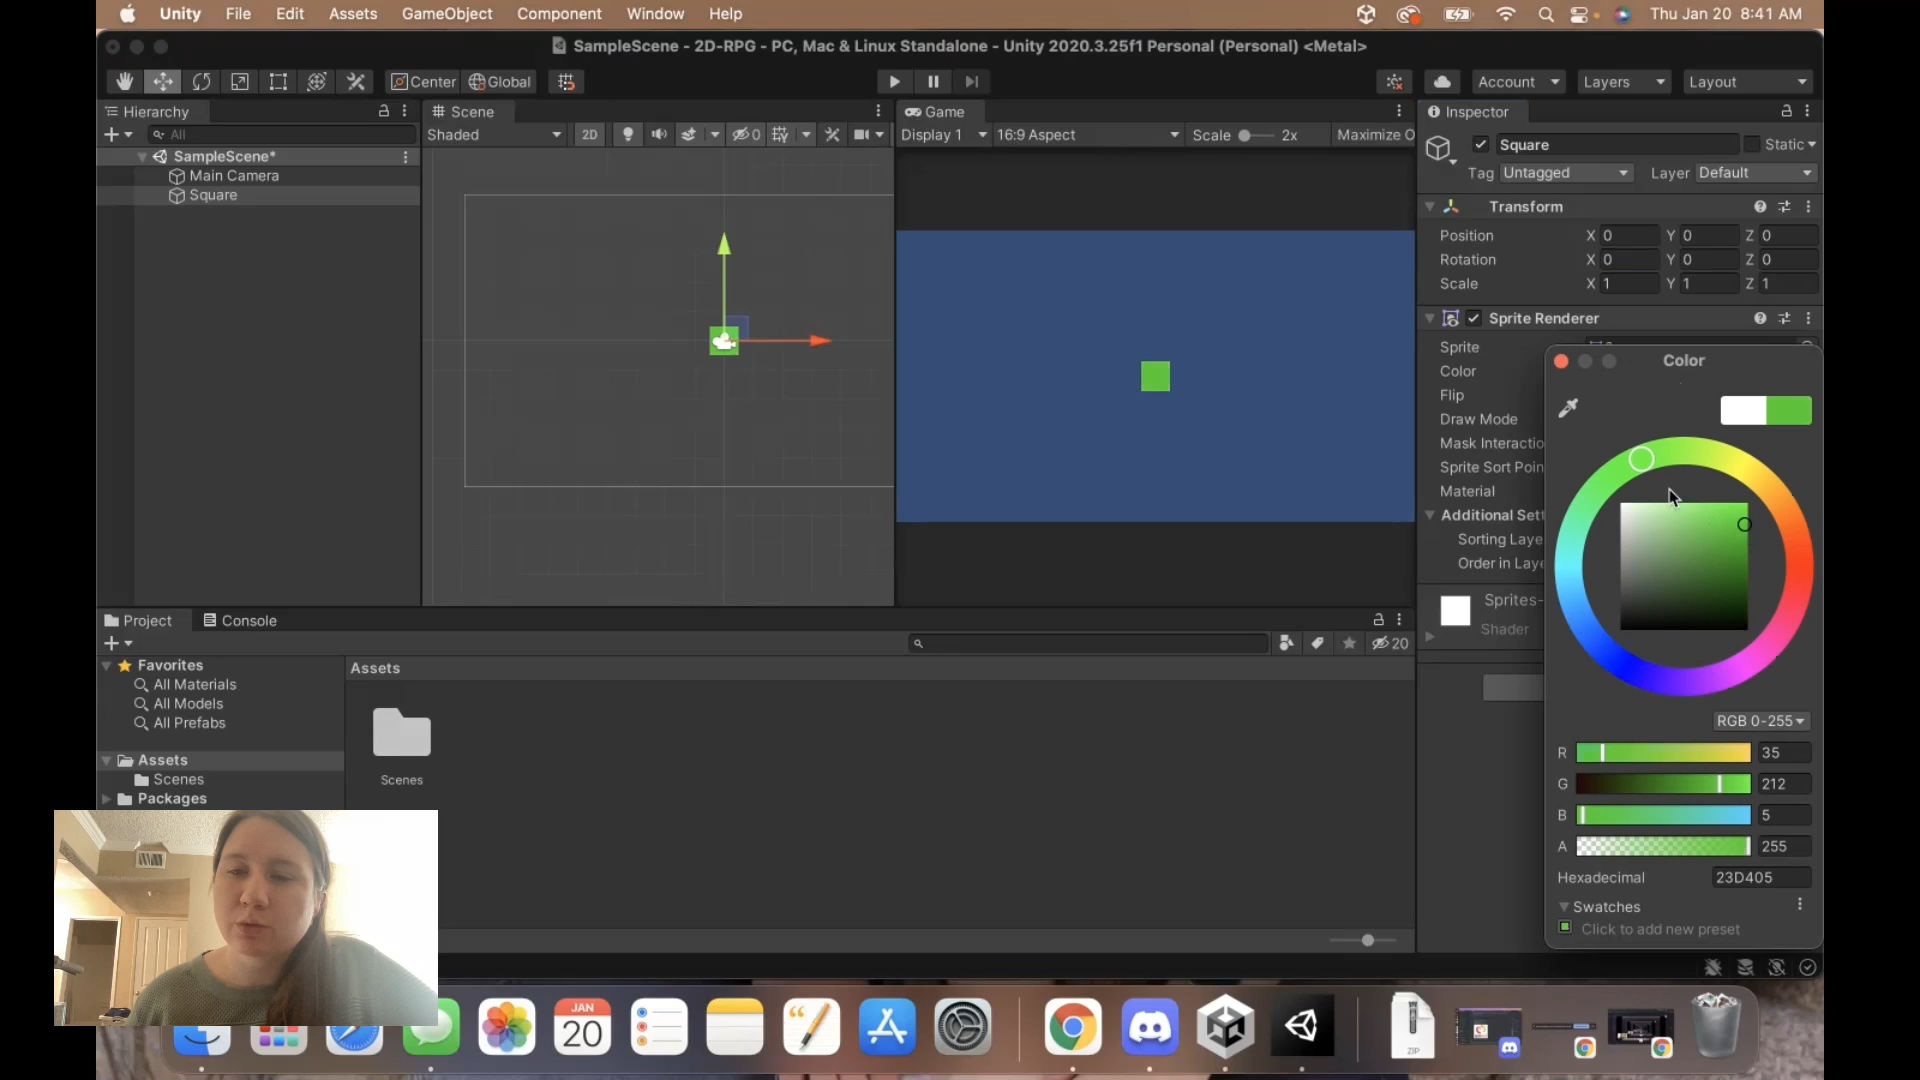 Unity File Edit Assets GameObject Component Window Help Thu Jan 20 8:41 AM
SampleScene - 2D-RPG - PC, Mac & Linux Standalone - Unity 2020.3.25f1 Personal (Personal) <Metal>
Center Global Account Layers Layout
Hierarchy Scene Game Inspector
All Shaded 2D 0 Display 1 16:9 Aspect Scale 2x Maximize O
SampleScene*
Main Camera
Square
Square Static
Tag Untagged Layer Default
Transform
Position X 0 Y 0 Z 0
Rotation X 0 Y 0 Z 0
Scale X 1 Y 1 Z 1
Sprite Renderer
Sprite
Color
Flip
Draw Mode
Mask Interactio
Sprite Sort Poin
Material
Additional Sett
Sorting Laye
Order in Laye
Sprites-
Shader
Color
RGB 0-255
R 35
G 212
B 5
A 255
Hexadecimal 23D405
Swatches
Click to add new preset
Project Console
20
Favorites
All Materials
All Models
All Prefabs
Assets
Scenes
Packages
Assets
Scenes
JAN
20
ZIP